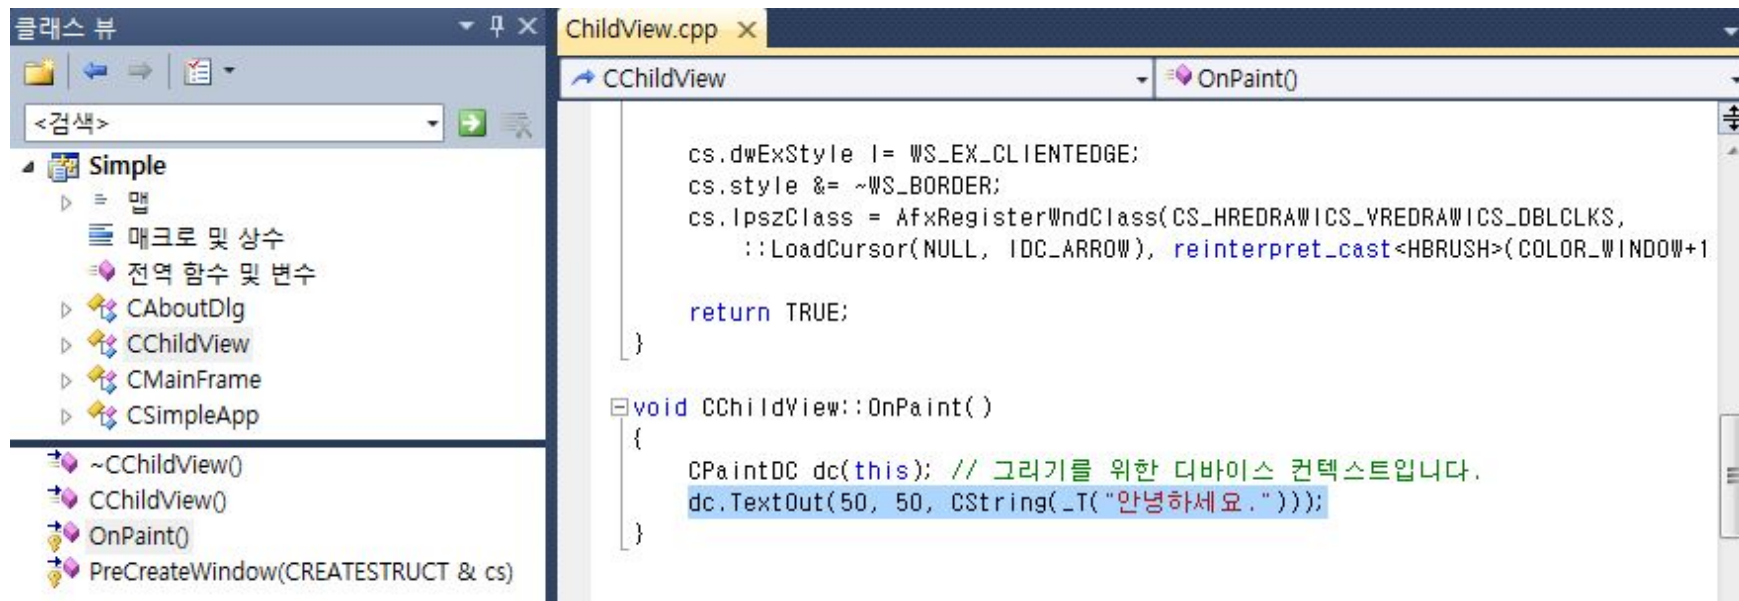 클래스 뷰
<검색>
Simple
맵
매크로 및 상수
전역 함수 및 변수
CAboutDlg
CChildView
CMainFrame
CSimpleApp
~CChildView()
CChildView()
OnPaint()
PreCreateWindow(CREATESTRUCT & cs)
ChildView.cpp
CChildView
OnPaint()
cs.dwExStyle |= WS_EX_CLIENTEDGE;
cs.style &= ~WS_BORDER;
cs.lpszClass = AfxRegisterWndClass(CS_HREDRAW|CS_VREDRAW|CS_DBLCLKS,
::LoadCursor(NULL, IDC_ARROW), reinterpret_cast<HBRUSH>(COLOR_WINDOW+1
return TRUE;
}
void CChildView::OnPaint()
{
CPaintDC dc(this); // 그리기를 위한 디바이스 컨텍스트입니다.
dc.TextOut(50, 50, CString(_T("안녕하세요.")));
}